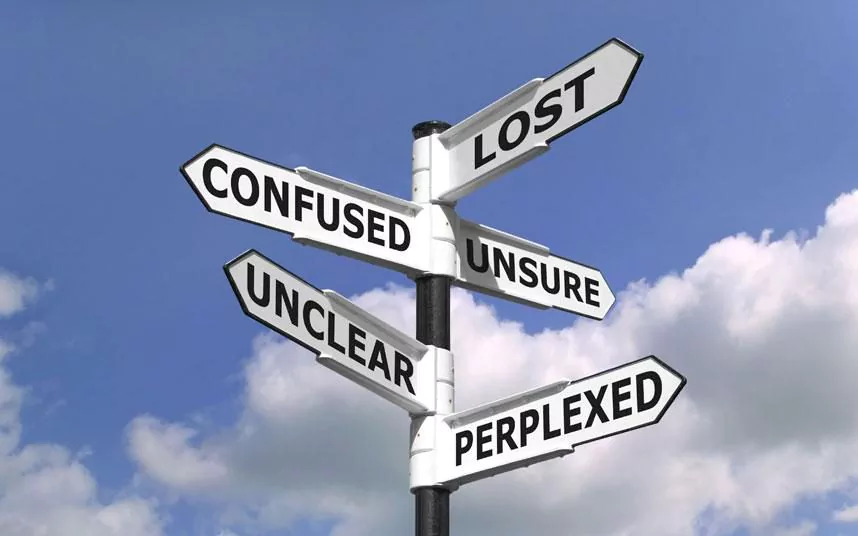 LOST
CONFUSED
UNSURE
UNCLEAR
PERPLEXED